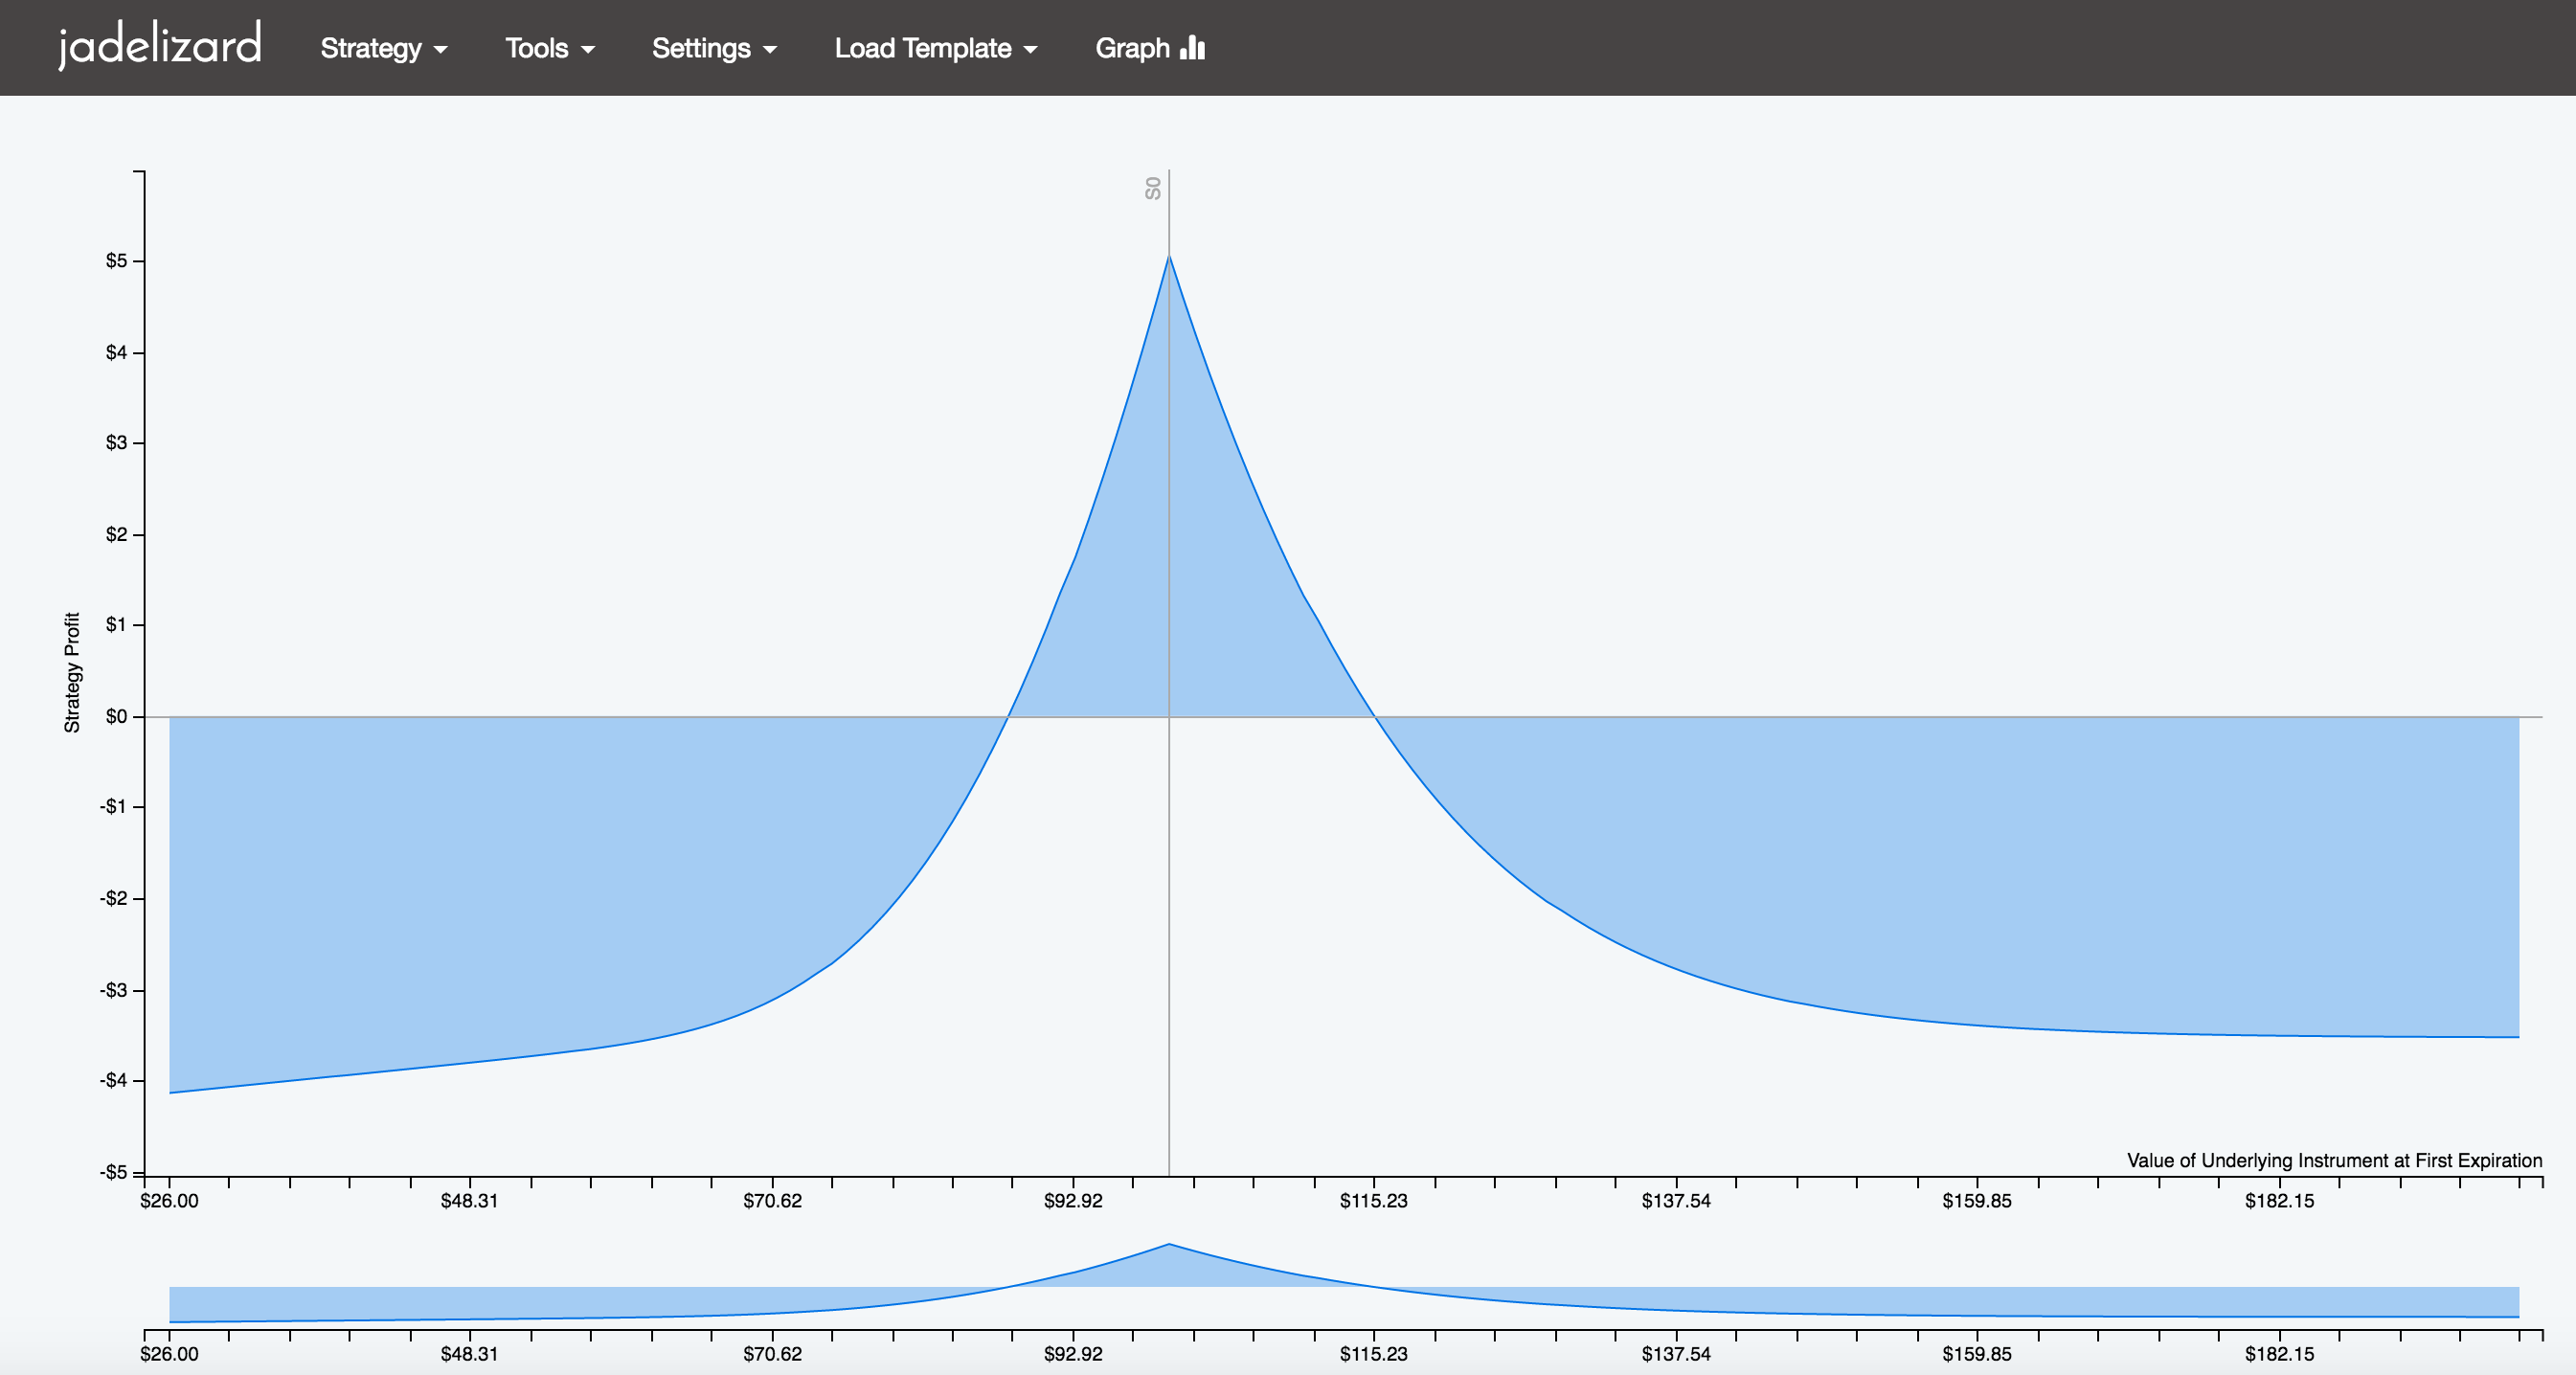 jadelizard Strategy Tools Settings Load Template Graph
S0
$5
$4
$3
$2
$1
$0
-$1
-$2
-$3
-$4
-$5
Strategy Profit
Value of Underlying Instrument at First Expiration
$26.00 $48.31 $70.62 $92.92 $115.23 $137.54 $159.85 $182.15
$26.00 $48.31 $70.62 $92.92 $115.23 $137.54 $159.85 $182.15